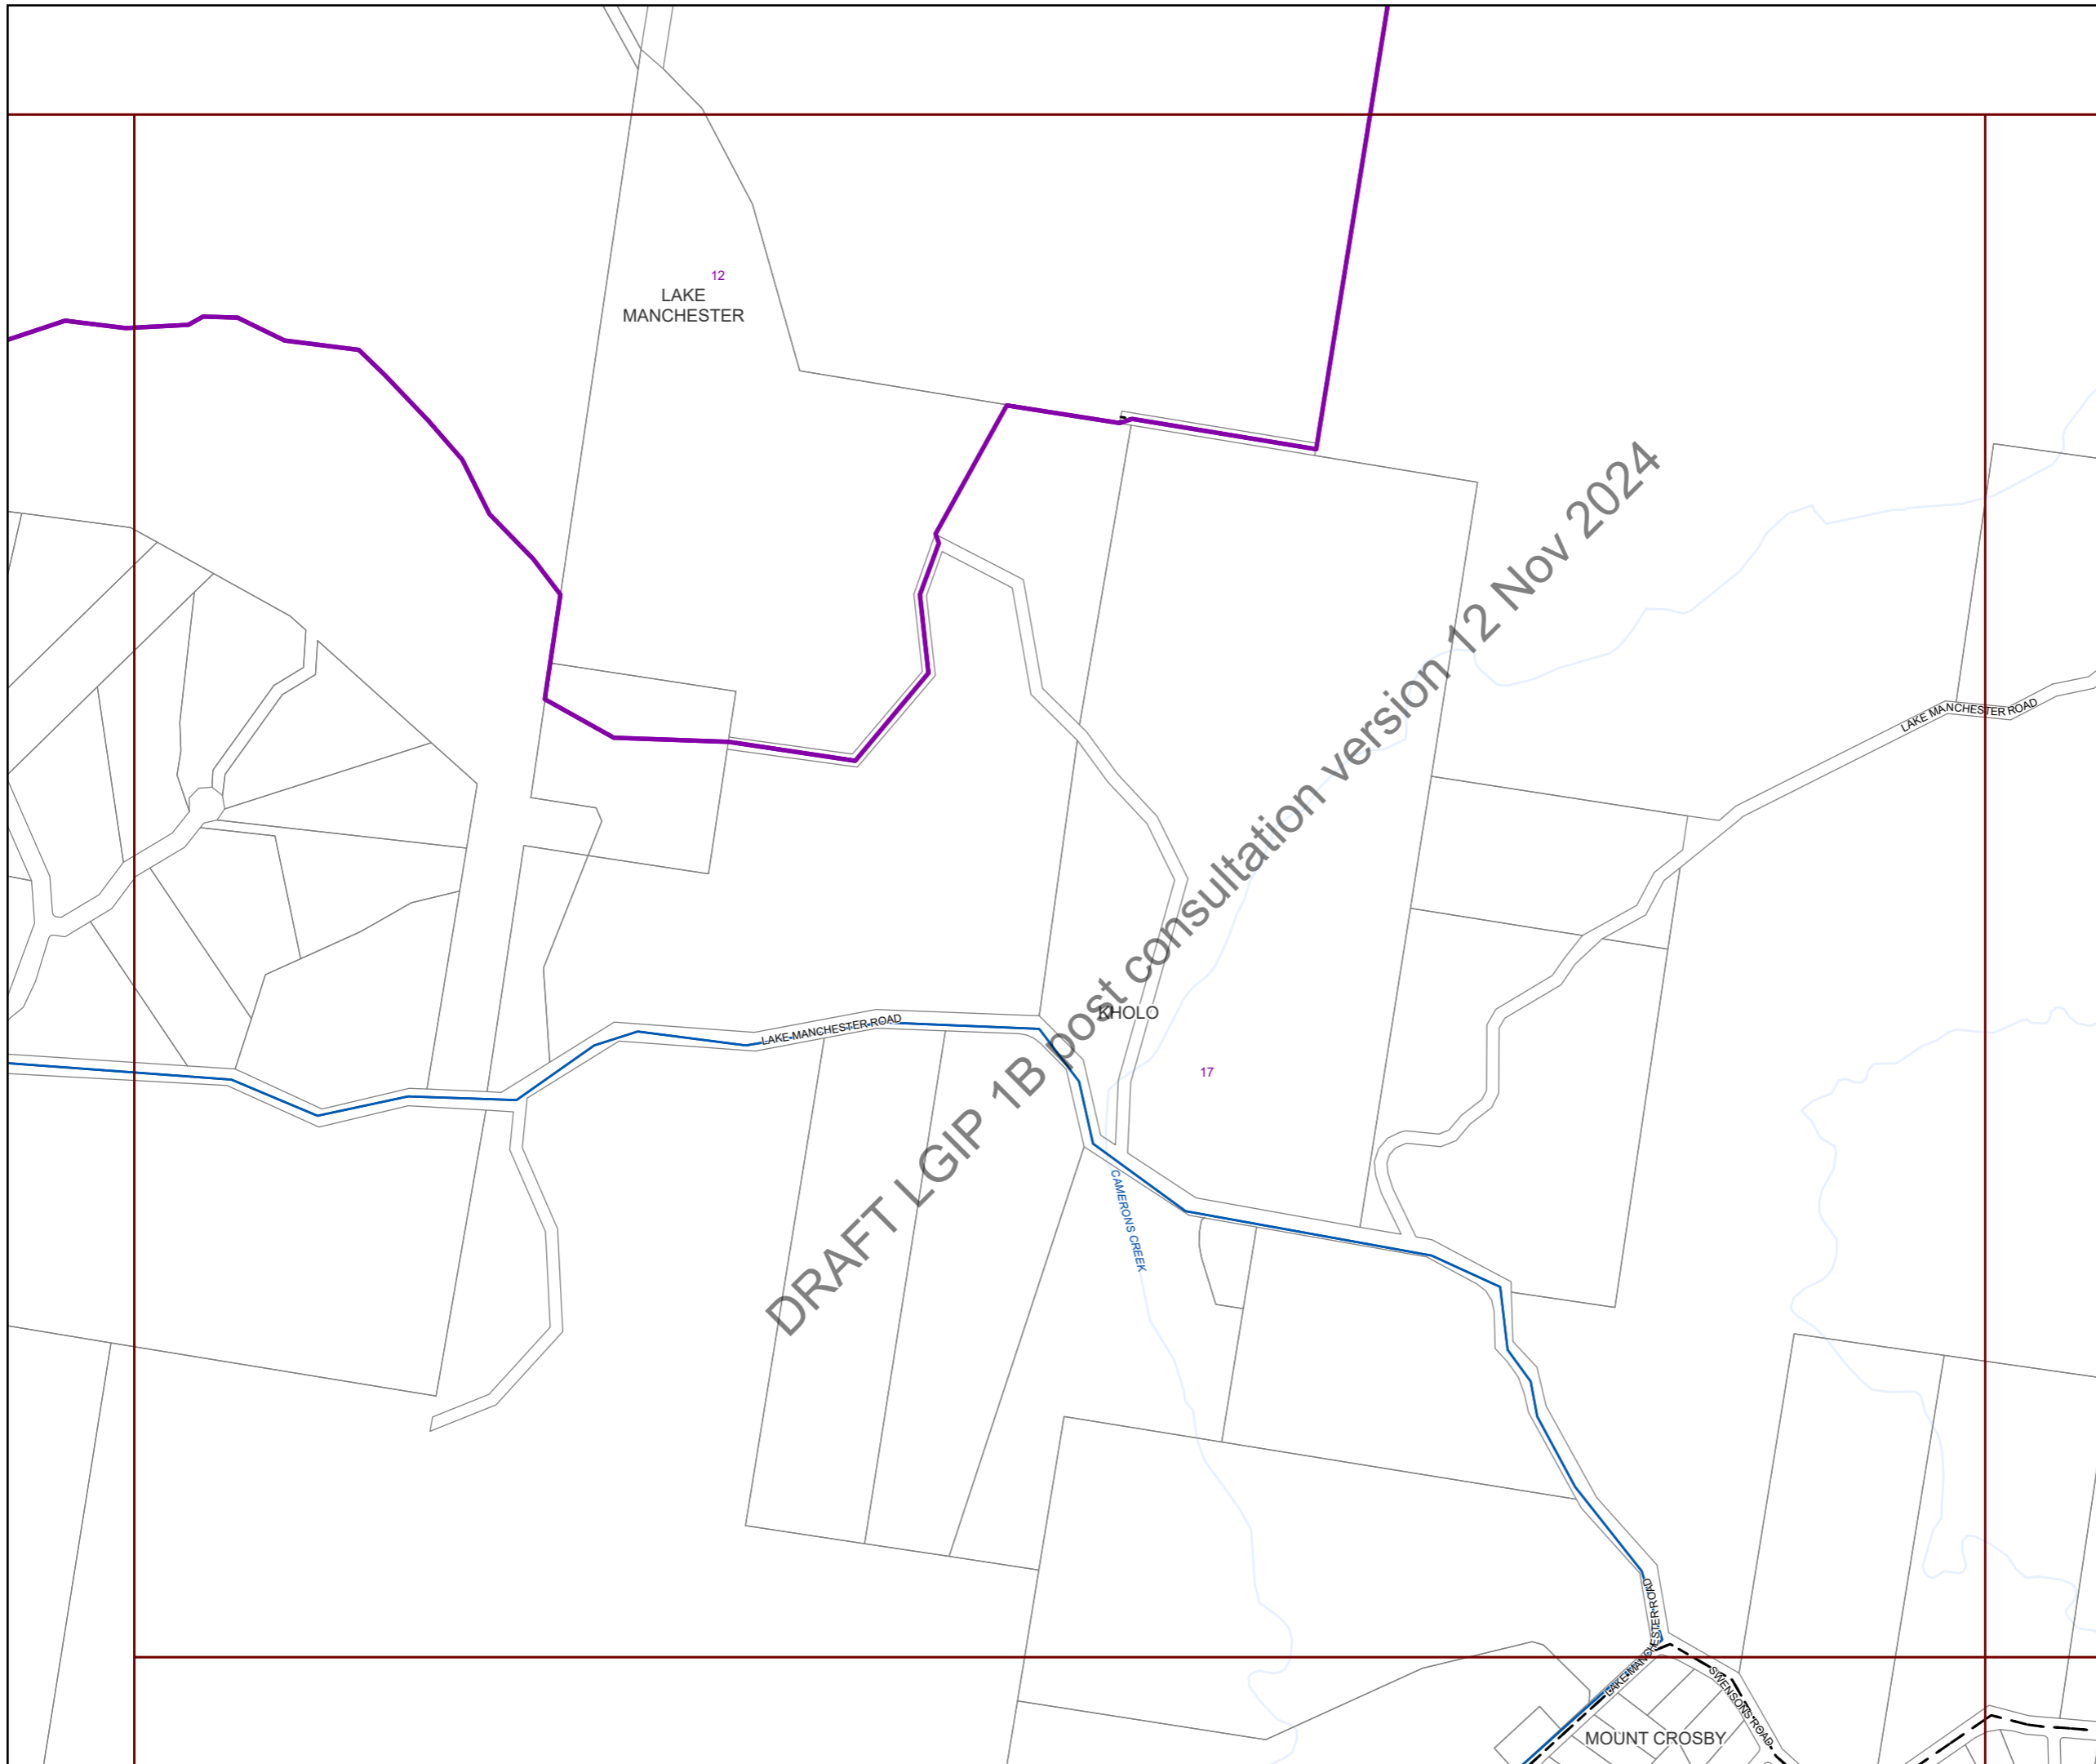 12
LAKE
MANCHESTER
DRAFT LGIP 1B post consultation version 12 Nov 2024
LAKE MANCHESTER ROAD
LAKE MANCHESTER ROAD
KHOLO
17
CAMERONS CREEK
LAKE MANCHESTER ROAD
SWENSONS ROAD
MOUNT CROSBY